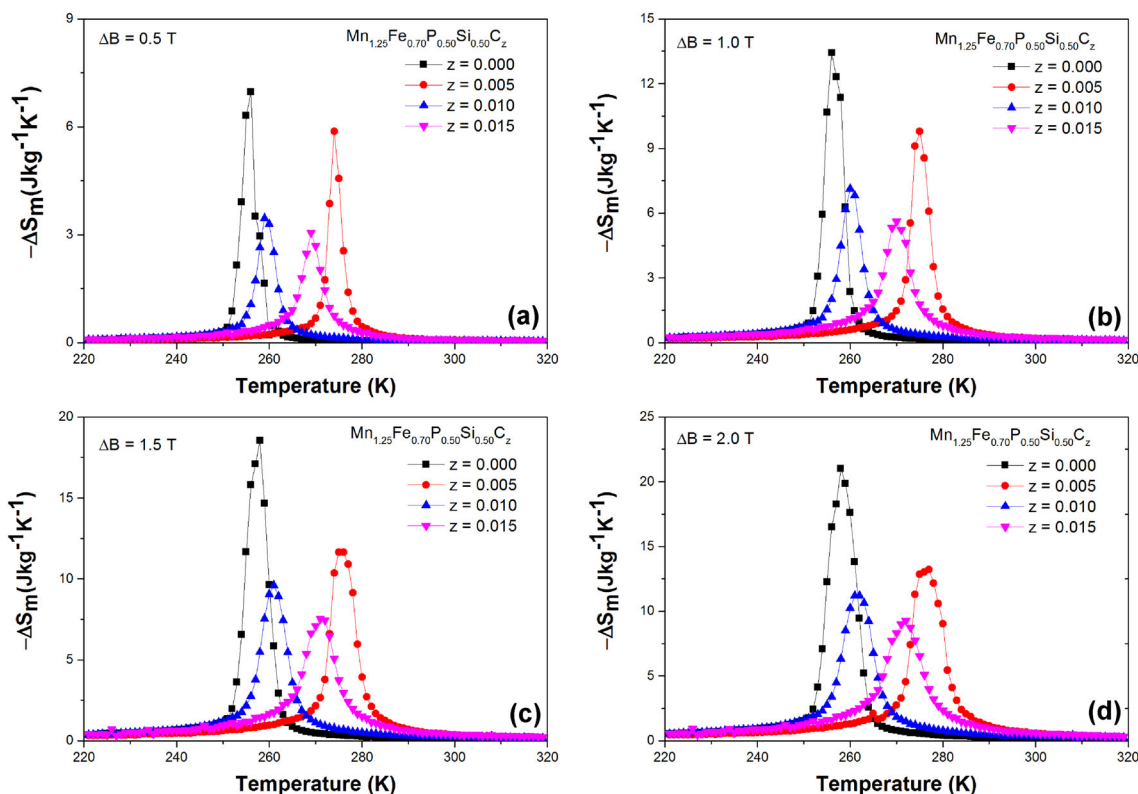 ΔB = 0.5 T
Mn1.25Fe0.70P0.50Si0.50Cz
z = 0.000
z = 0.005
z = 0.010
z = 0.015
9
6
3
0
−ΔSm(Jkg-1K-1)
(a)
220 240 260 280 300 320
Temperature (K)
ΔB = 1.0 T
Mn1.25Fe0.70P0.50Si0.50Cz
z = 0.000
z = 0.005
z = 0.010
z = 0.015
15.0
12.0
9.0
6.0
3.0
0.0
−ΔSm(Jkg-1K-1)
(b)
220 240 260 280 300 320
Temperature (K)
ΔB = 1.5 T
Mn1.25Fe0.70P0.50Si0.50Cz
z = 0.000
z = 0.005
z = 0.010
z = 0.015
20
15
10
5
0
−ΔSm(Jkg-1K-1)
(c)
220 240 260 280 300 320
Temperature (K)
ΔB = 2.0 T
Mn1.25Fe0.70P0.50Si0.50Cz
z = 0.000
z = 0.005
z = 0.010
z = 0.015
25
20
15
10
5
0
−ΔSm(Jkg-1K-1)
(d)
220 240 260 280 300 320
Temperature (K)